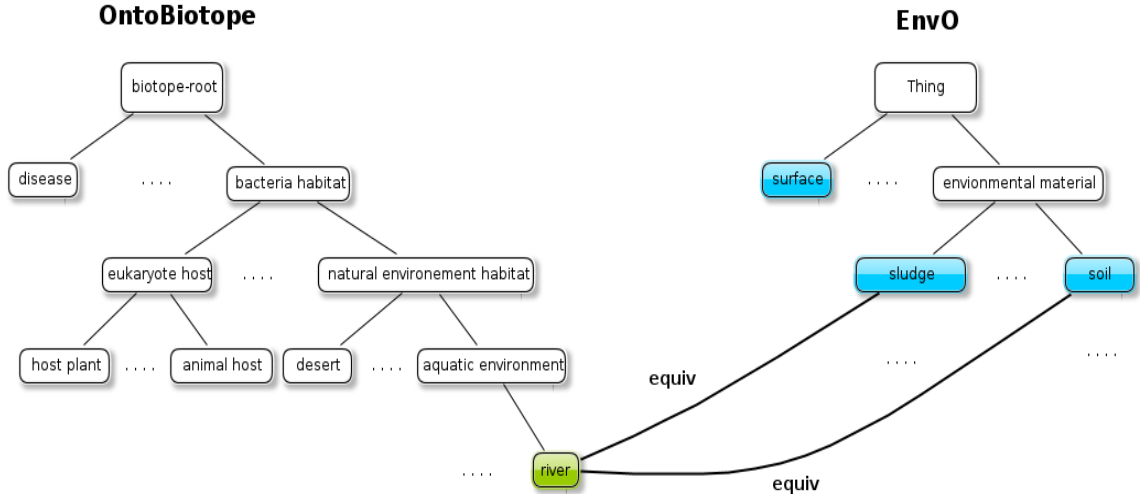 OntoBiotope
EnvO
biotope-root
Thing
disease
. . . .
bacteria habitat
surface
. . . .
envionmental material
eukaryote host
. . . .
natural environement habitat
sludge
. . . .
soil
host plant
. . . .
animal host
desert
. . . .
aquatic environment
. . . .
. . . .
equiv
. . . .
river
equiv